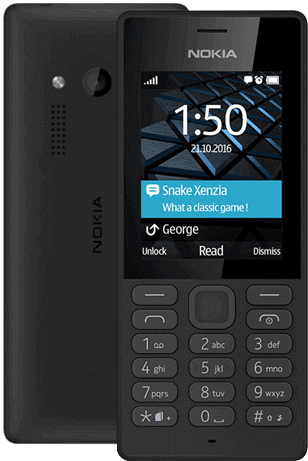 NOKIA
NOKIA
1:50
21.10.2016
Snake Xenzia
What a classic game !
George
Unlock Read Dismiss
1 2 abc 3 def
4 ghi 5 jkl 6 mno
7 pqrs 8 tuv 9 wxyz
* + 0 #